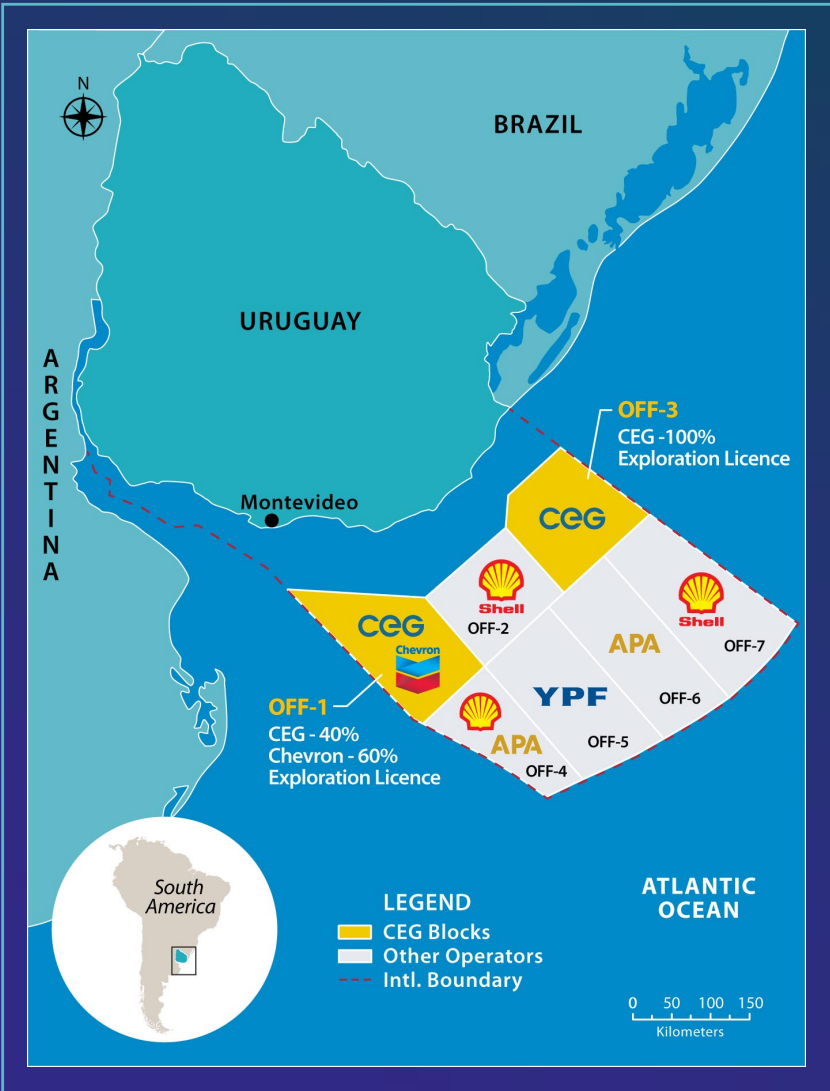 N
BRAZIL
URUGUAY
ARGENTINA
Montevideo
OFF-3
CEG -100%
Exploration Licence
CEG
Shell
OFF-2
CEG
Chevron
Shell
OFF-7
APA
OFF-6
YPF
OFF-5
APA
OFF-4
OFF-1
CEG - 40%
Chevron - 60%
Exploration Licence
South
America
LEGEND
CEG Blocks
Other Operators
Intl. Boundary
ATLANTIC
OCEAN
0 50 100 150
Kilometers